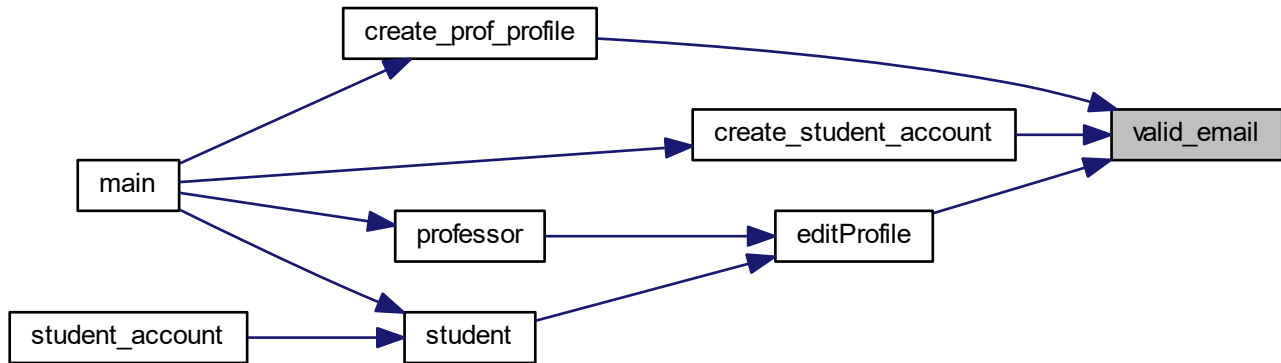 create_prof_profile
create_student_account
valid_email
main
professor
editProfile
student_account
student